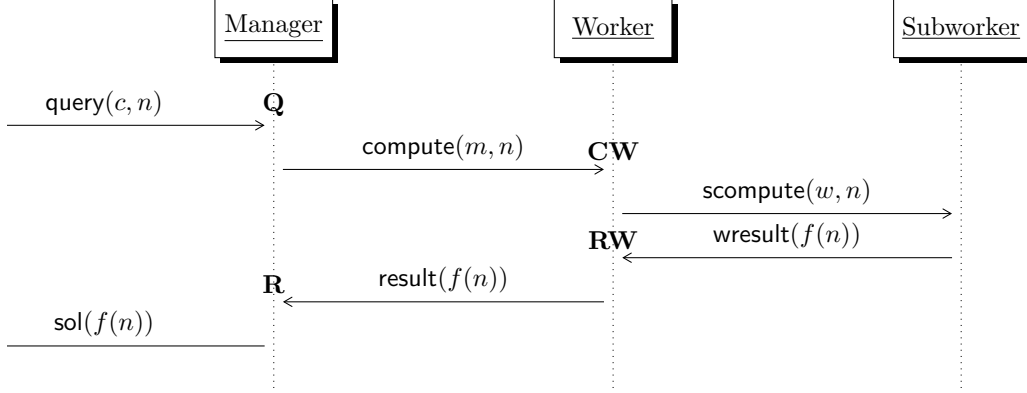 Manager Worker Subworker
query(c, n) Q
compute(m, n) CW
scompute(w, n)
RW wresult(f(n))
R result(f(n))
sol(f(n))